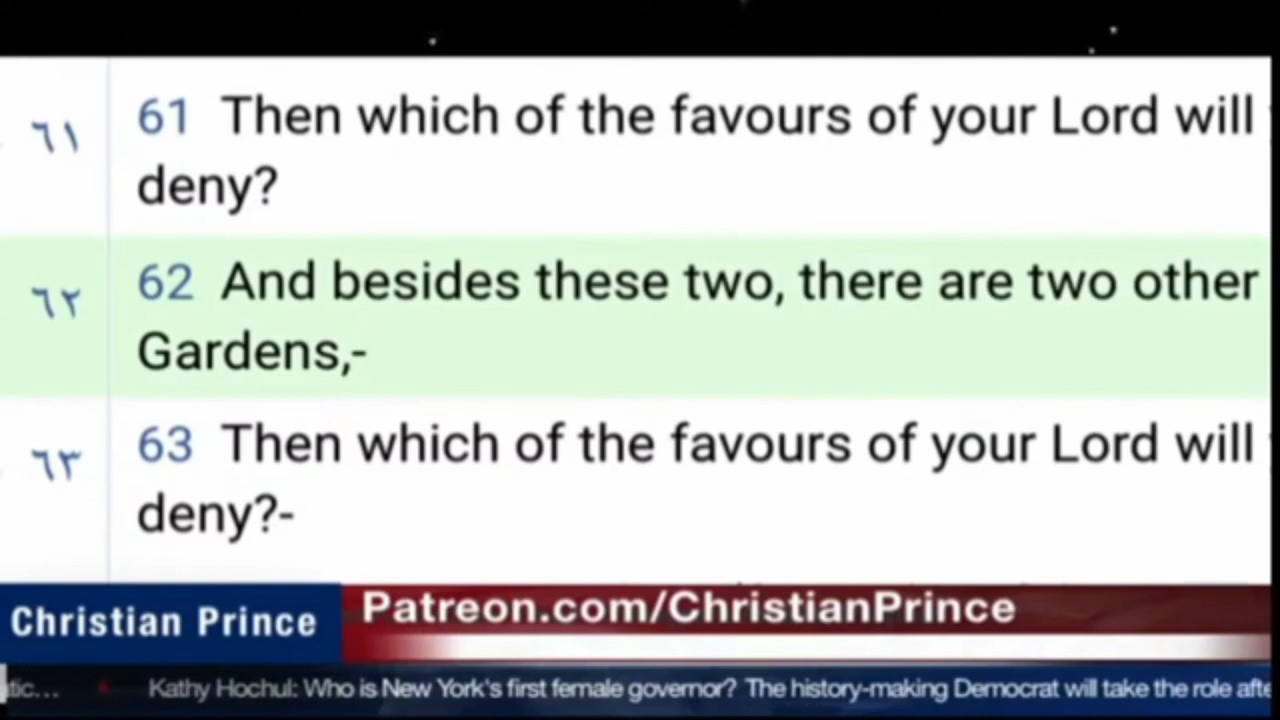 ٦١ 61 Then which of the favours of your Lord will
deny?
٦٢ 62 And besides these two, there are two other
Gardens,-
٦٣ 63 Then which of the favours of your Lord will
deny?-
Christian Prince Patreon.com/ChristianPrince
Kathy Hochul: Who is New York's first female governor? The history-making Democrat will take the role